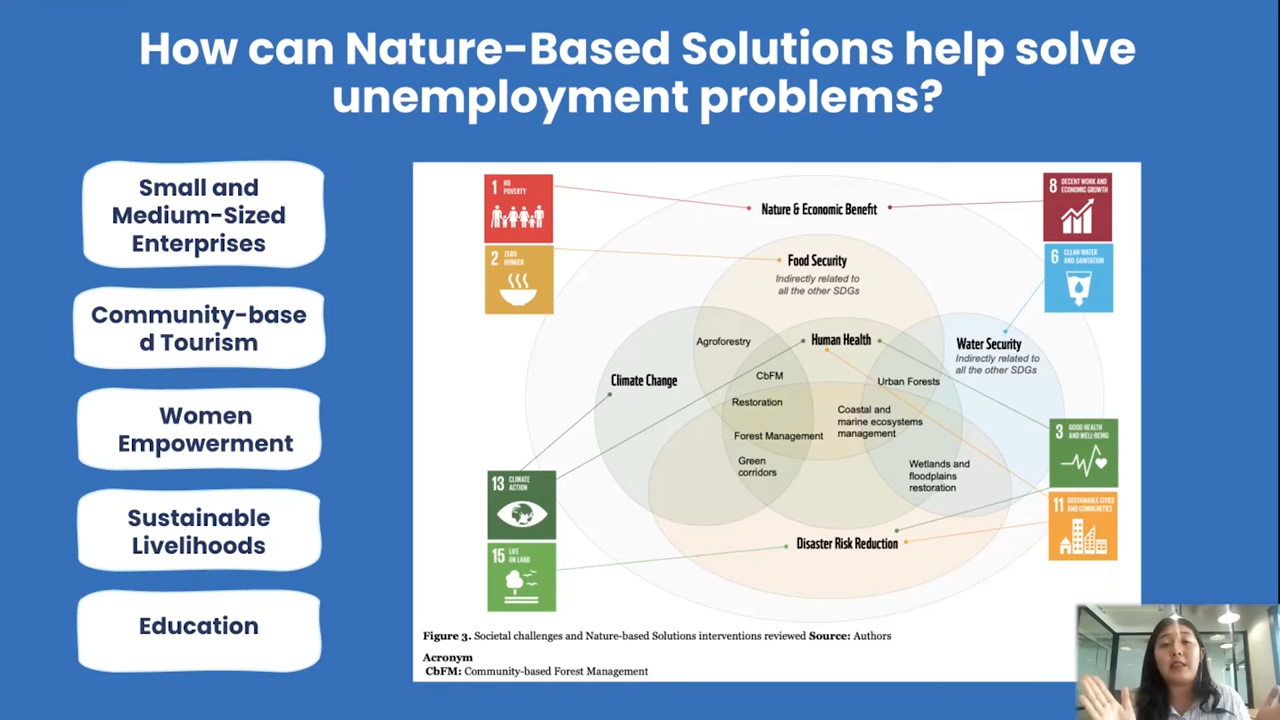 How can Nature-Based Solutions help solve
unemployment problems?
Small and
Medium-Sized
Enterprises
Community-base
d Tourism
Women
Empowerment
Sustainable
Livelihoods
Education
1 NO
POVERTY
2 ZERO
HUNGER
8 DECENT WORK AND
ECONOMIC GROWTH
6 CLEAN WATER
AND SANITATION
Nature & Economic Benefit
Food Security
Indirectly related to
all the other SDGs
Agroforestry
Human Health
Water Security
Indirectly related to
all the other SDGs
Climate Change
CbFM
Urban Forests
Restoration
Coastal and
marine ecosystems
management
Forest Management
Green
corridors
Wetlands and
floodplains
restoration
3 GOOD HEALTH
AND WELL-BEING
13 CLIMATE
ACTION
11 SUSTAINABLE CITIES
AND COMMUNITIES
15 LIFE
ON LAND
Disaster Risk Reduction
Figure 3. Societal challenges and Nature-based Solutions interventions reviewed Source: Authors
Acronym
CbFM: Community-based Forest Management